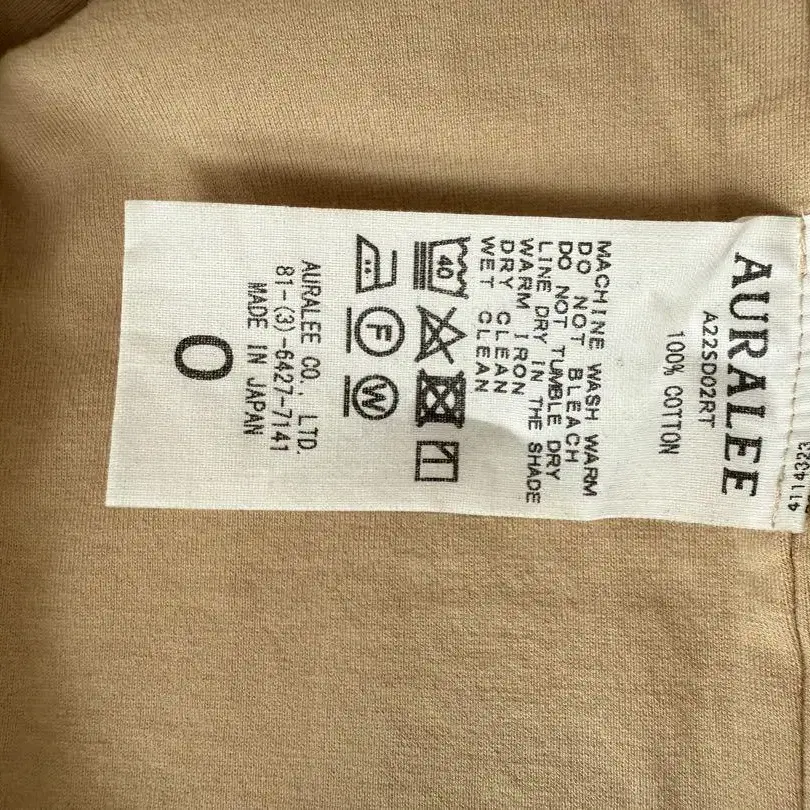 AURALEE
A22SD02RT
100% COTTON
MACHINE WASH WARM
DO NOT BLEACH
DO NOT TUMBLE DRY
LINE DRY IN THE SHADE
WARM IRON
DRY CLEAN
WET CLEAN
40
F W
AURALEE CO., LTD.
81-(3)-6427-7141
MADE IN JAPAN
0